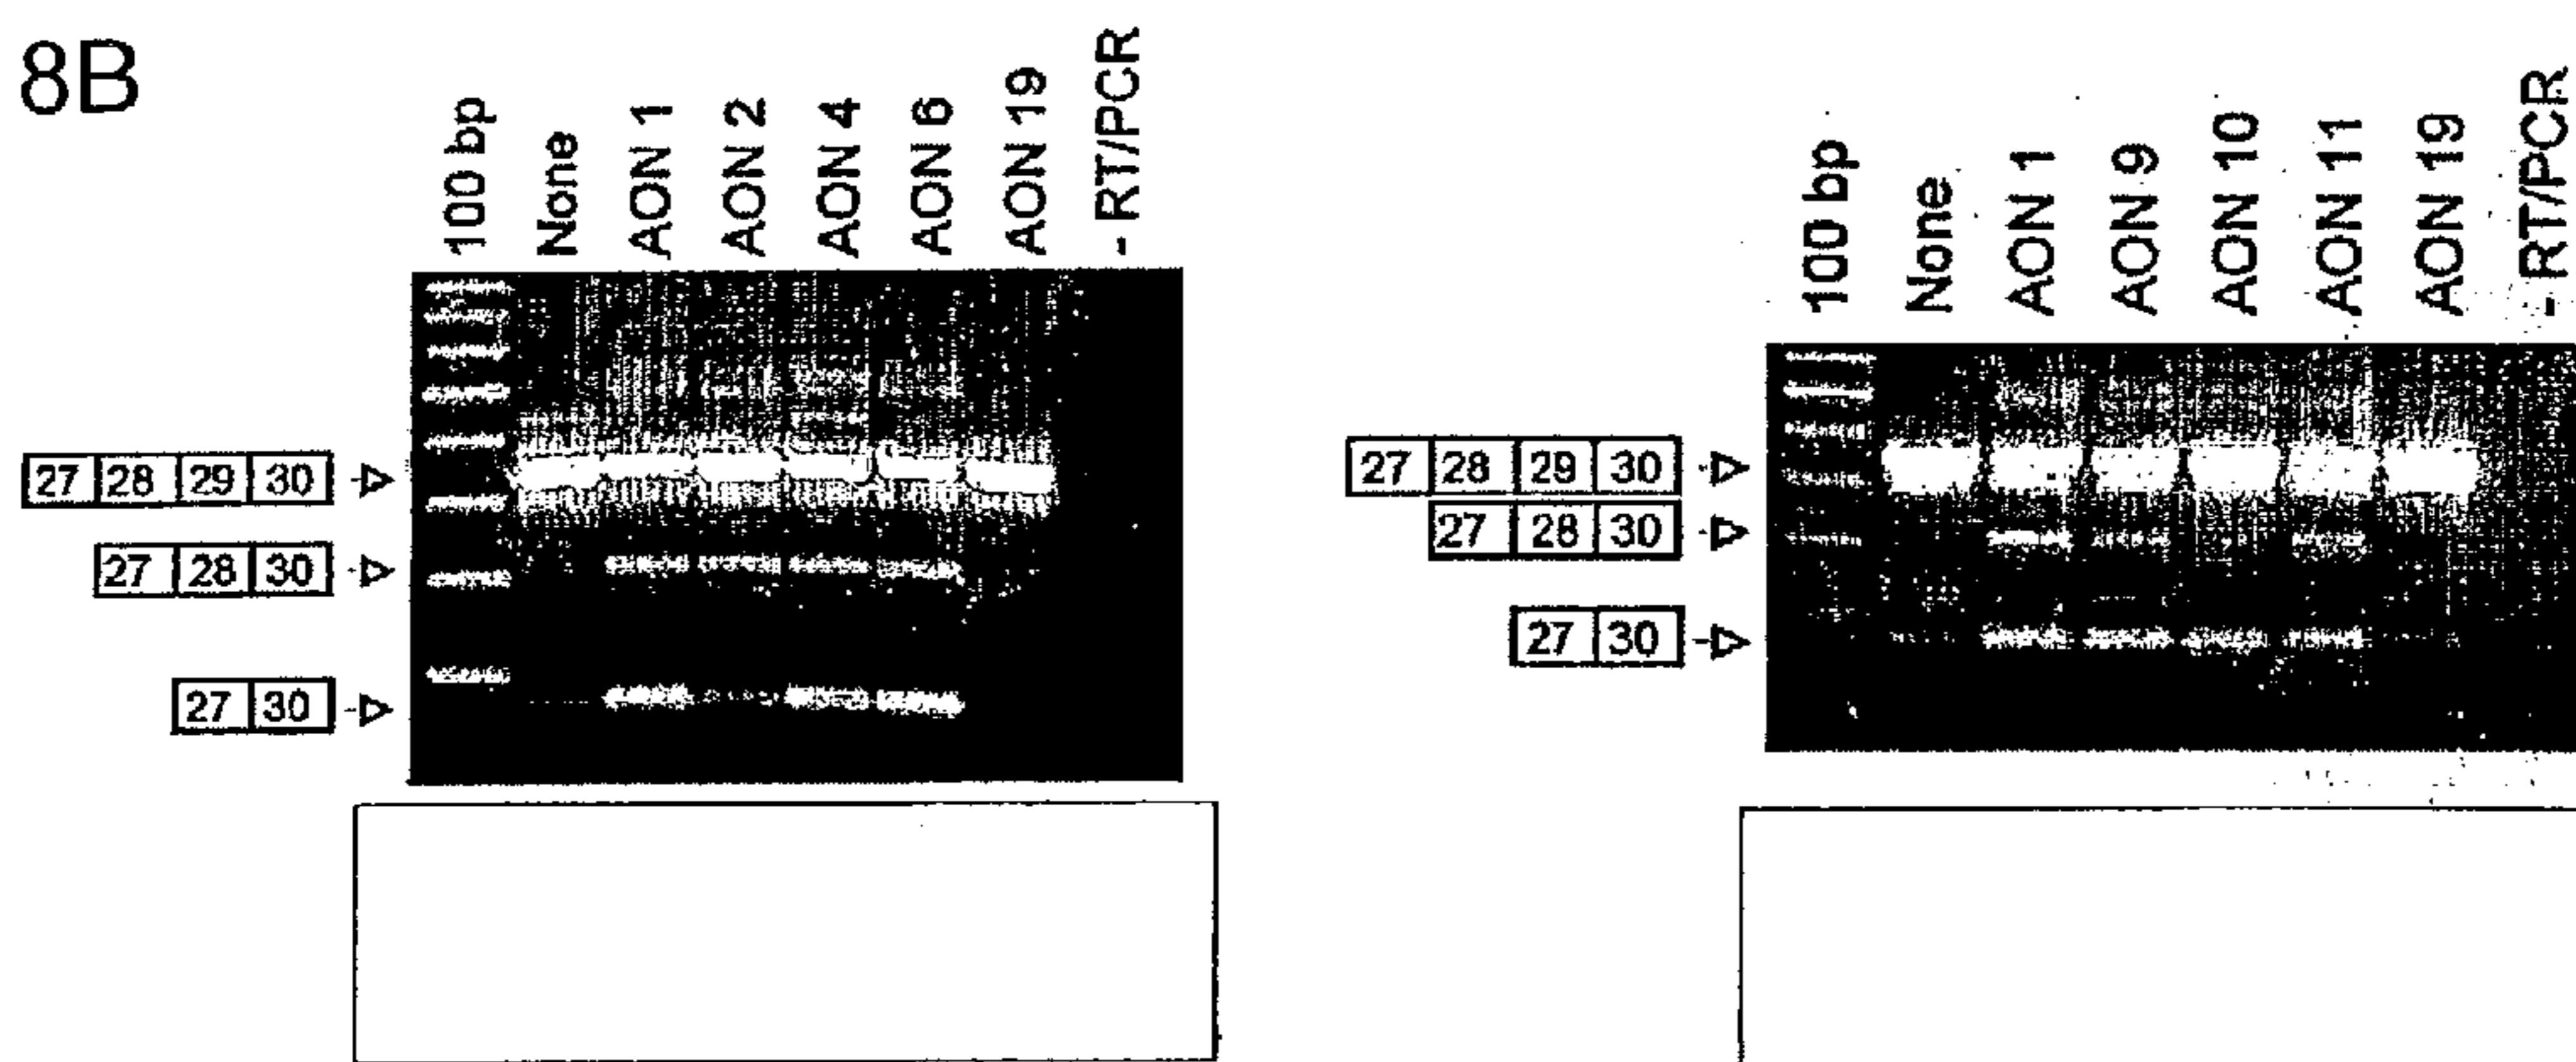 8B
100 bp
None
AON 1
AON 2
AON 4
AON 6
AON 19
- RT/PCR
27 28 29 30
27 28 30
27 30
100 bp
None
AON 1
AON 9
AON 10
AON 11
AON 19
- RT/PCR
27 28 29 30
27 28 30
27 30